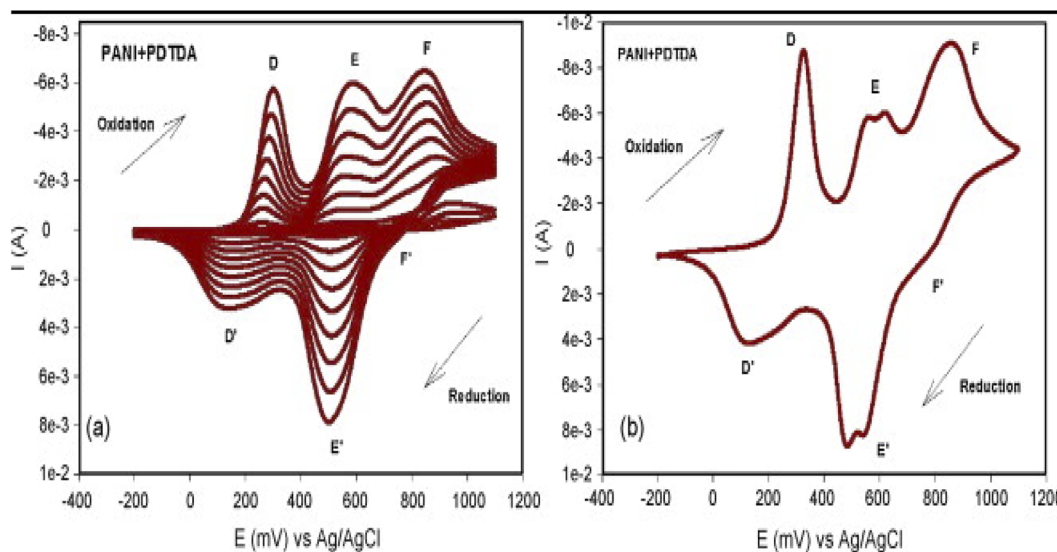 PANI+PDTDA
D
E
F
Oxidation
D'
F'
E'
Reduction
(a)
-8e-3
-6e-3
-4e-3
-2e-3
0
2e-3
4e-3
6e-3
8e-3
1e-2
I (A)
-400 -200 0 200 400 600 800 1000 1200
E (mV) vs Ag/AgCl
PANI+PDTDA
D
E
F
Oxidation
D'
F'
E'
Reduction
(b)
-1e-2
-8e-3
-6e-3
-4e-3
-2e-3
0
2e-3
4e-3
6e-3
8e-3
1e-2
I (A)
-400 -200 0 200 400 600 800 1000 1200
E (mV) vs Ag/AgCl